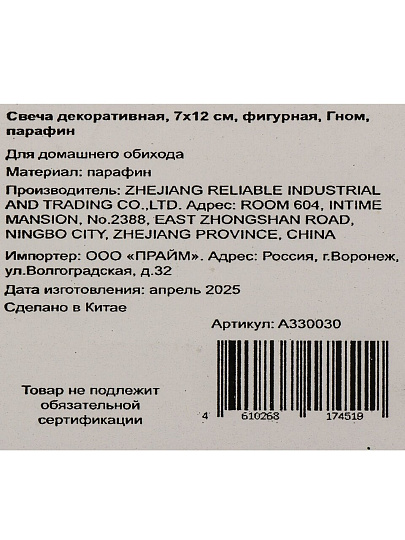 Свеча декоративная, 7x12 см, фигурная, Гном,
парафин
Для домашнего обихода
Материал: парафин
Производитель: ZHEJIANG RELIABLE INDUSTRIAL
AND TRADING CO.,LTD. Адрес: ROOM 604, INTIME
MANSION, No.2388, EAST ZHONGSHAN ROAD,
NINGBO CITY, ZHEJIANG PROVINCE, CHINA
Импортер: ООО «ПРАЙМ». Адрес: Россия, г.Воронеж,
ул.Волгоградская, д.32
Дата изготовления: апрель 2025
Сделано в Китае
Артикул: A330030
Товар не подлежит
обязательной
сертификации
4 610268 174519